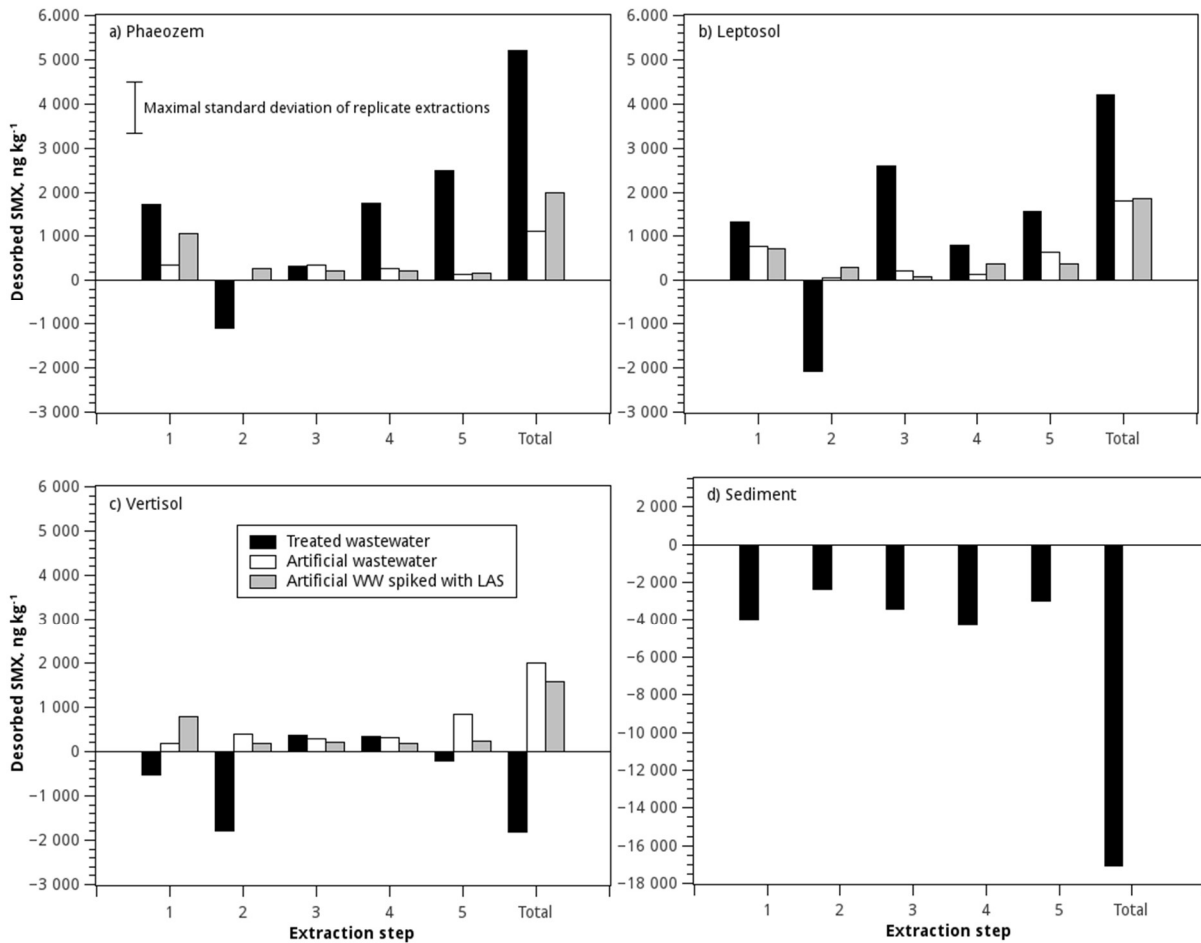 a) Phaeozem
6.000
5 000
4 000
3 000
2 000
1 000
0
−1 000
−2 000
−3 000
Maximal standard deviation of replicate extractions
Desorbed SMX, ng kg⁻¹
1 2 3 4 5 Total
b) Leptosol
6.000
5 000
4 000
3 000
2 000
1 000
0
−1 000
−2 000
−3 000
1 2 3 4 5 Total
c) Vertisol
6 000
5 000
4 000
3 000
2 000
1 000
0
−1 000
−2 000
−3 000
Treated wastewater
Artificial wastewater
Artificial WW spiked with LAS
Desorbed SMX, ng kg⁻¹
1 2 3 4 5 Total
Extraction step
d) Sediment
2 000
0
−2 000
−4 000
−6 000
−8 000
−10 000
−12 000
−14 000
−16 000
−18 000
1 2 3 4 5 Total
Extraction step